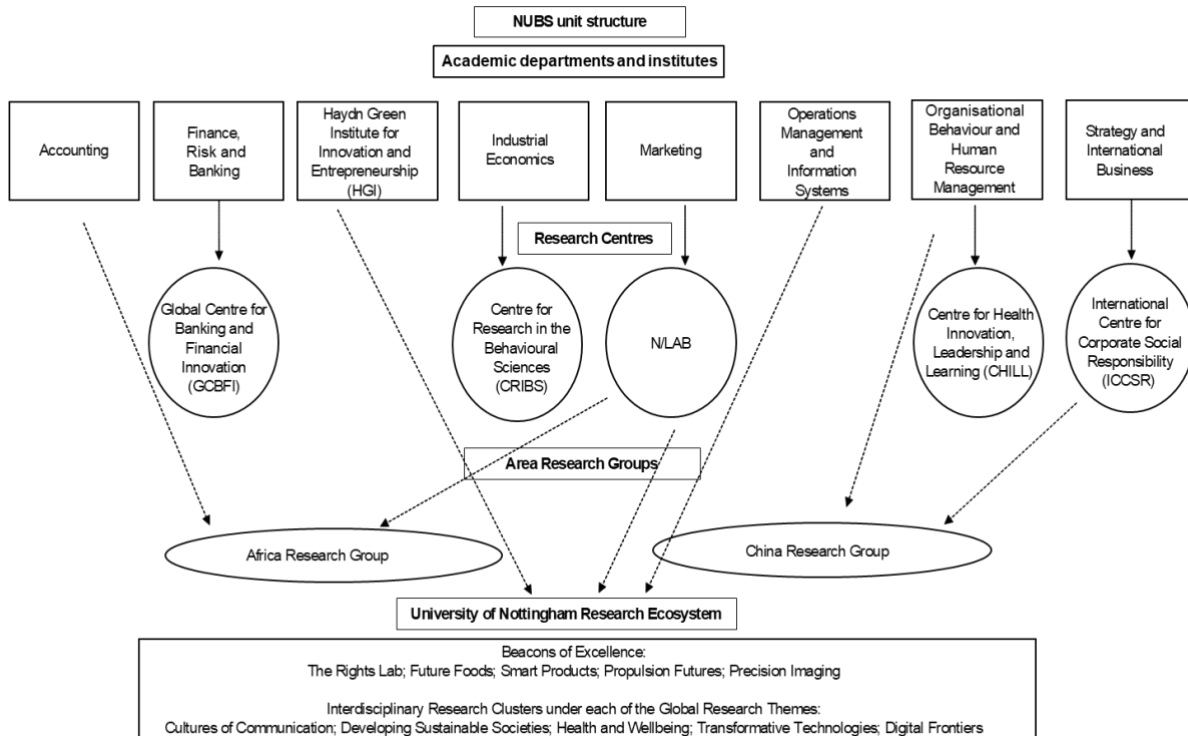 NUBS unit structure
Academic departments and institutes
Accounting
Finance,
Risk and
Banking
Haydn Green
Institute for
Innovation and
Entrepreneurship
(HGI)
Industrial
Economics
Marketing
Operations
Management
and
Information
Systems
Organisational
Behaviour and
Human
Resource
Management
Strategy and
International
Business
Research Centres
Global Centre for
Banking and
Financial
Innovation
(GCBFI)
Centre for
Research in the
Behavioural
Sciences
(CRIBS)
N/LAB
Centre for Health
Innovation,
Leadership and
Learning (CHILL)
International
Centre for
Corporate Social
Responsibility
(ICCSR)
Area Research Groups
Africa Research Group
China Research Group
University of Nottingham Research Ecosystem
Beacons of Excellence:
The Rights Lab; Future Foods; Smart Products; Propulsion Futures; Precision Imaging
Interdisciplinary Research Clusters under each of the Global Research Themes:
Cultures of Communication; Developing Sustainable Societies; Health and Wellbeing; Transformative Technologies; Digital Frontiers